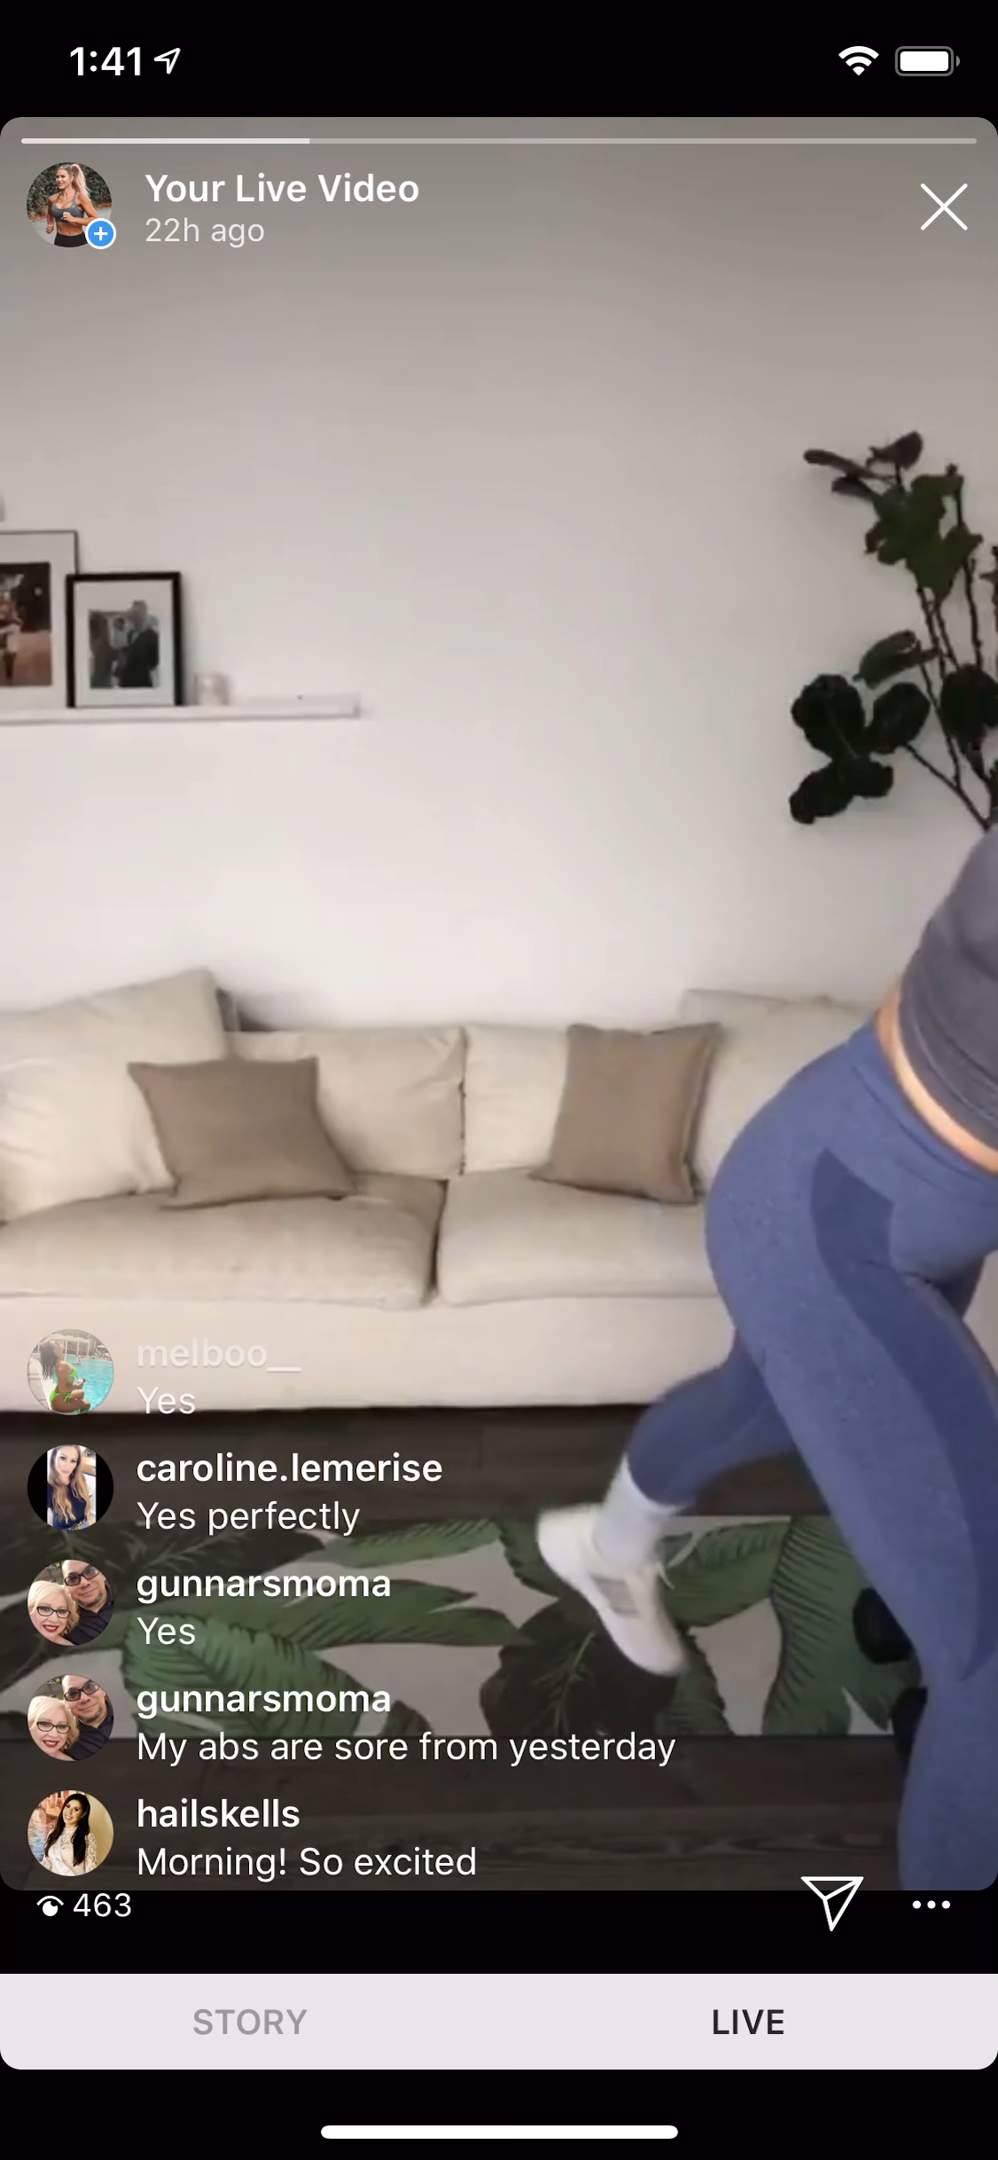 1:41
Your Live Video
22h ago
melboo__
Yes
caroline.lemerise
Yes perfectly
gunnarsmoma
Yes
gunnarsmoma
My abs are sore from yesterday
hailskells
Morning! So excited
463
STORY
LIVE